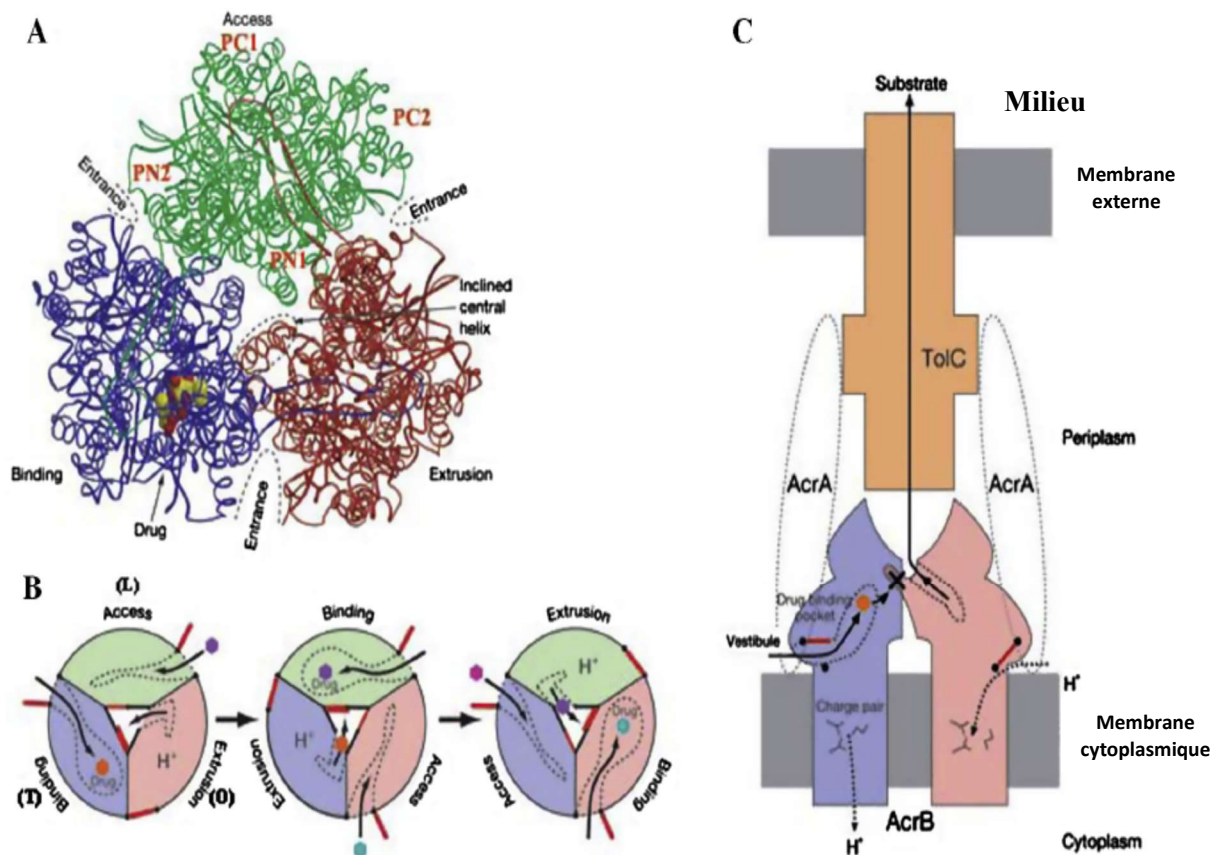 A
Access
PC1
PC2
PN2
Entrance
Entrance
PN1
Inclined
central
helix
Binding
Extrusion
Drug
Entrance
B
(L)
Access
Binding
Extrusion
H⁺
Drug
H⁺
Drug
H⁺
Drug
H⁺
Binding
Extrusion
Extrusion
Access
Access
Binding
(T)
(O)
C
Substrate
Milieu
Membrane
externe
TolC
Periplasm
AcrA
AcrA
Drug binding
pocket
Vestibule
H⁺
Charge pair
Membrane
cytoplasmique
AcrB
H⁺
Cytoplasm